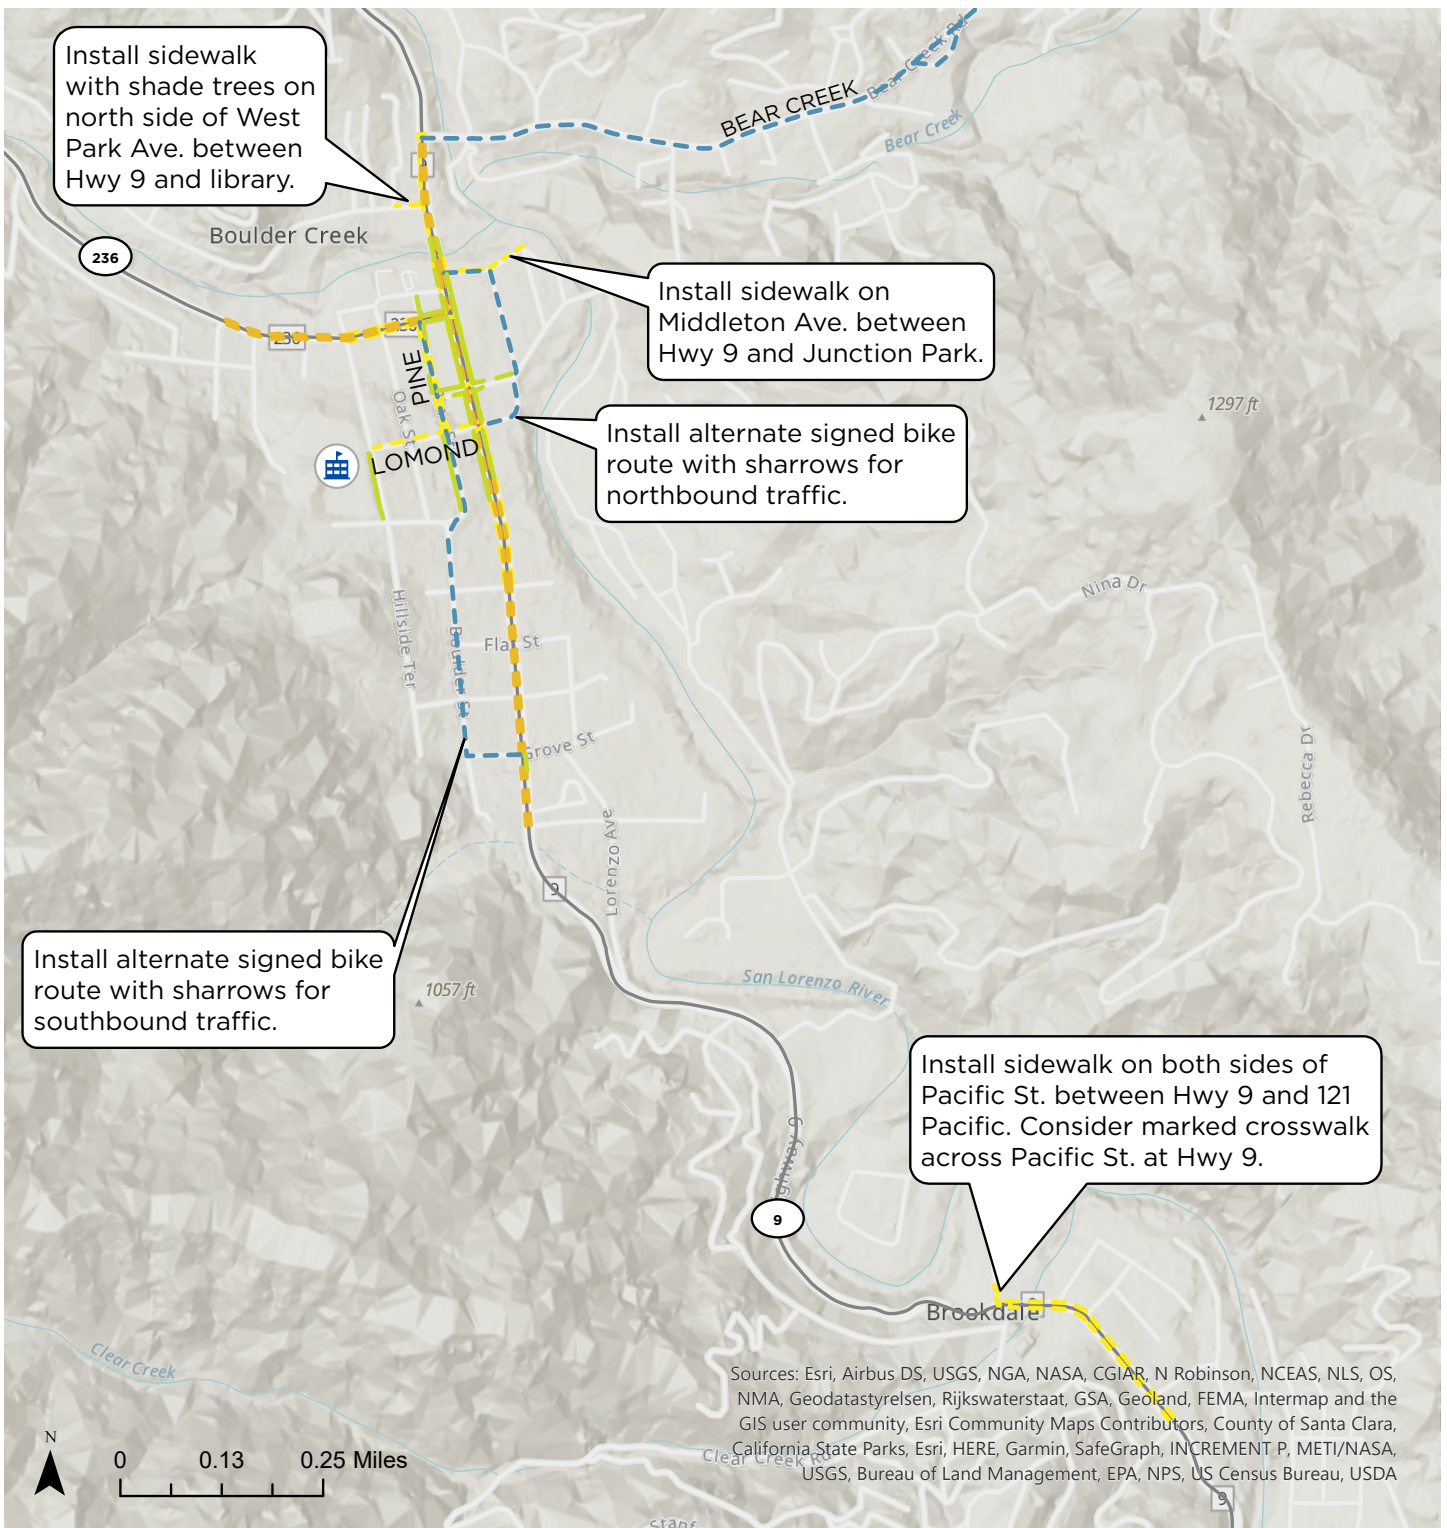 Install sidewalk
with shade trees on
north side of West
Park Ave. between
Hwy 9 and library.
Bear Creek Rd
BEAR CREEK
Bear Creek
Boulder Creek
236
236
Install sidewalk on
Middleton Ave. between
Hwy 9 and Junction Park.
PINE
Oak St
1297 ft
Install alternate signed bike
route with sharrows for
northbound traffic.
LOMOND
Nina Dr
Hillside Ter
Boulder St
Flat St
Grove St
Rebecca Dr
Lorenzo Ave
9
Install alternate signed bike
route with sharrows for
southbound traffic.
1057 ft
San Lorenzo River
Install sidewalk on both sides of
Pacific St. between Hwy 9 and 121
Pacific. Consider marked crosswalk
across Pacific St. at Hwy 9.
9
Brookdale
Clear Creek
Sources: Esri, Airbus DS, USGS, NGA, NASA, CGIAR, N Robinson, NCEAS, NLS, OS,
NMA, Geodatastyrelsen, Rijkswaterstaat, GSA, Geoland, FEMA, Intermap and the
GIS user community, Esri Community Maps Contributors, County of Santa Clara,
California State Parks, Esri, HERE, Garmin, SafeGraph, INCREMENT P, METI/NASA,
USGS, Bureau of Land Management, EPA, NPS, US Census Bureau, USDA
Clear Creek Rd
N
0 0.13 0.25 Miles
9